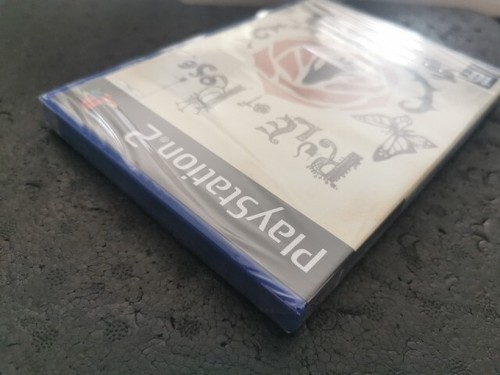 PlayStation.2
RULE of ROSE